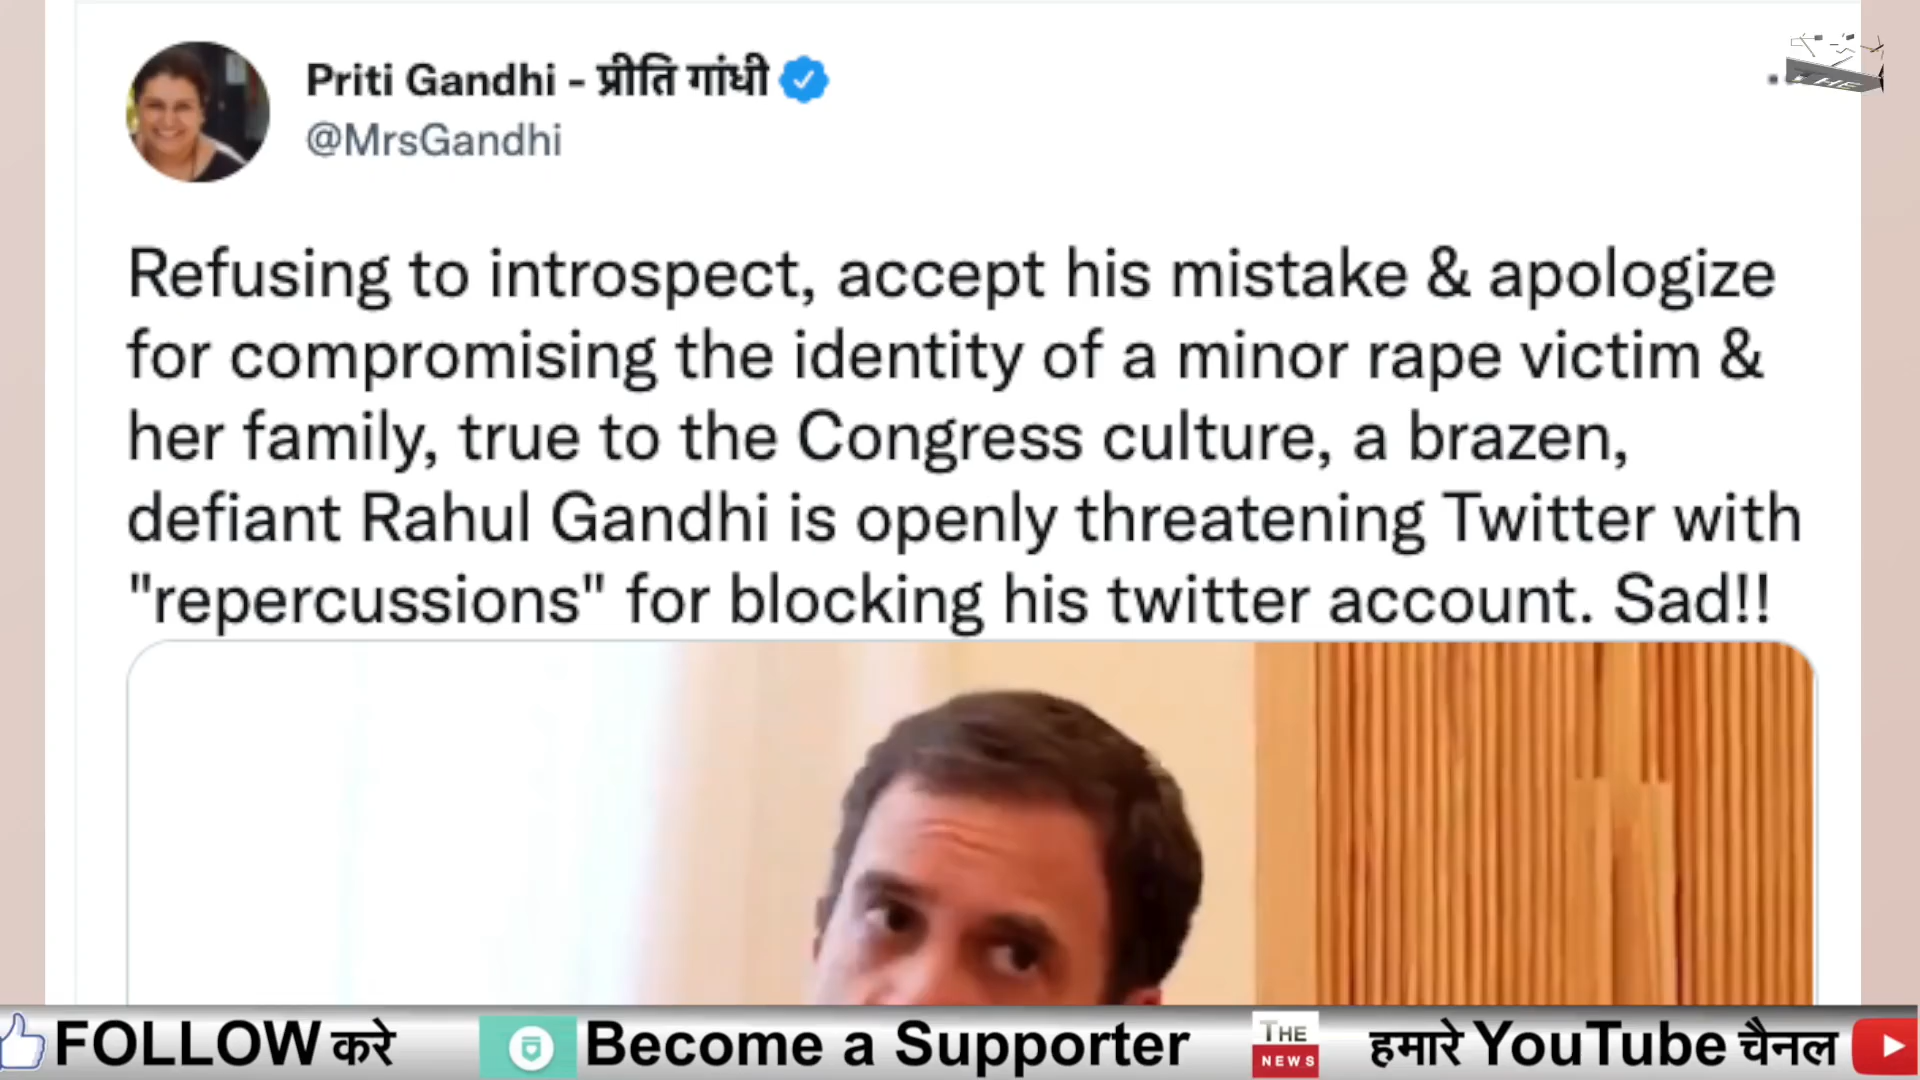 Priti Gandhi - प्रीति गांधी
@MrsGandhi
THE
Refusing to introspect, accept his mistake & apologize
for compromising the identity of a minor rape victim &
her family, true to the Congress culture, a brazen,
defiant Rahul Gandhi is openly threatening Twitter with
"repercussions" for blocking his twitter account. Sad!!
FOLLOW करे
Become a Supporter
THE
NEWS
हमारे YouTube चैनल